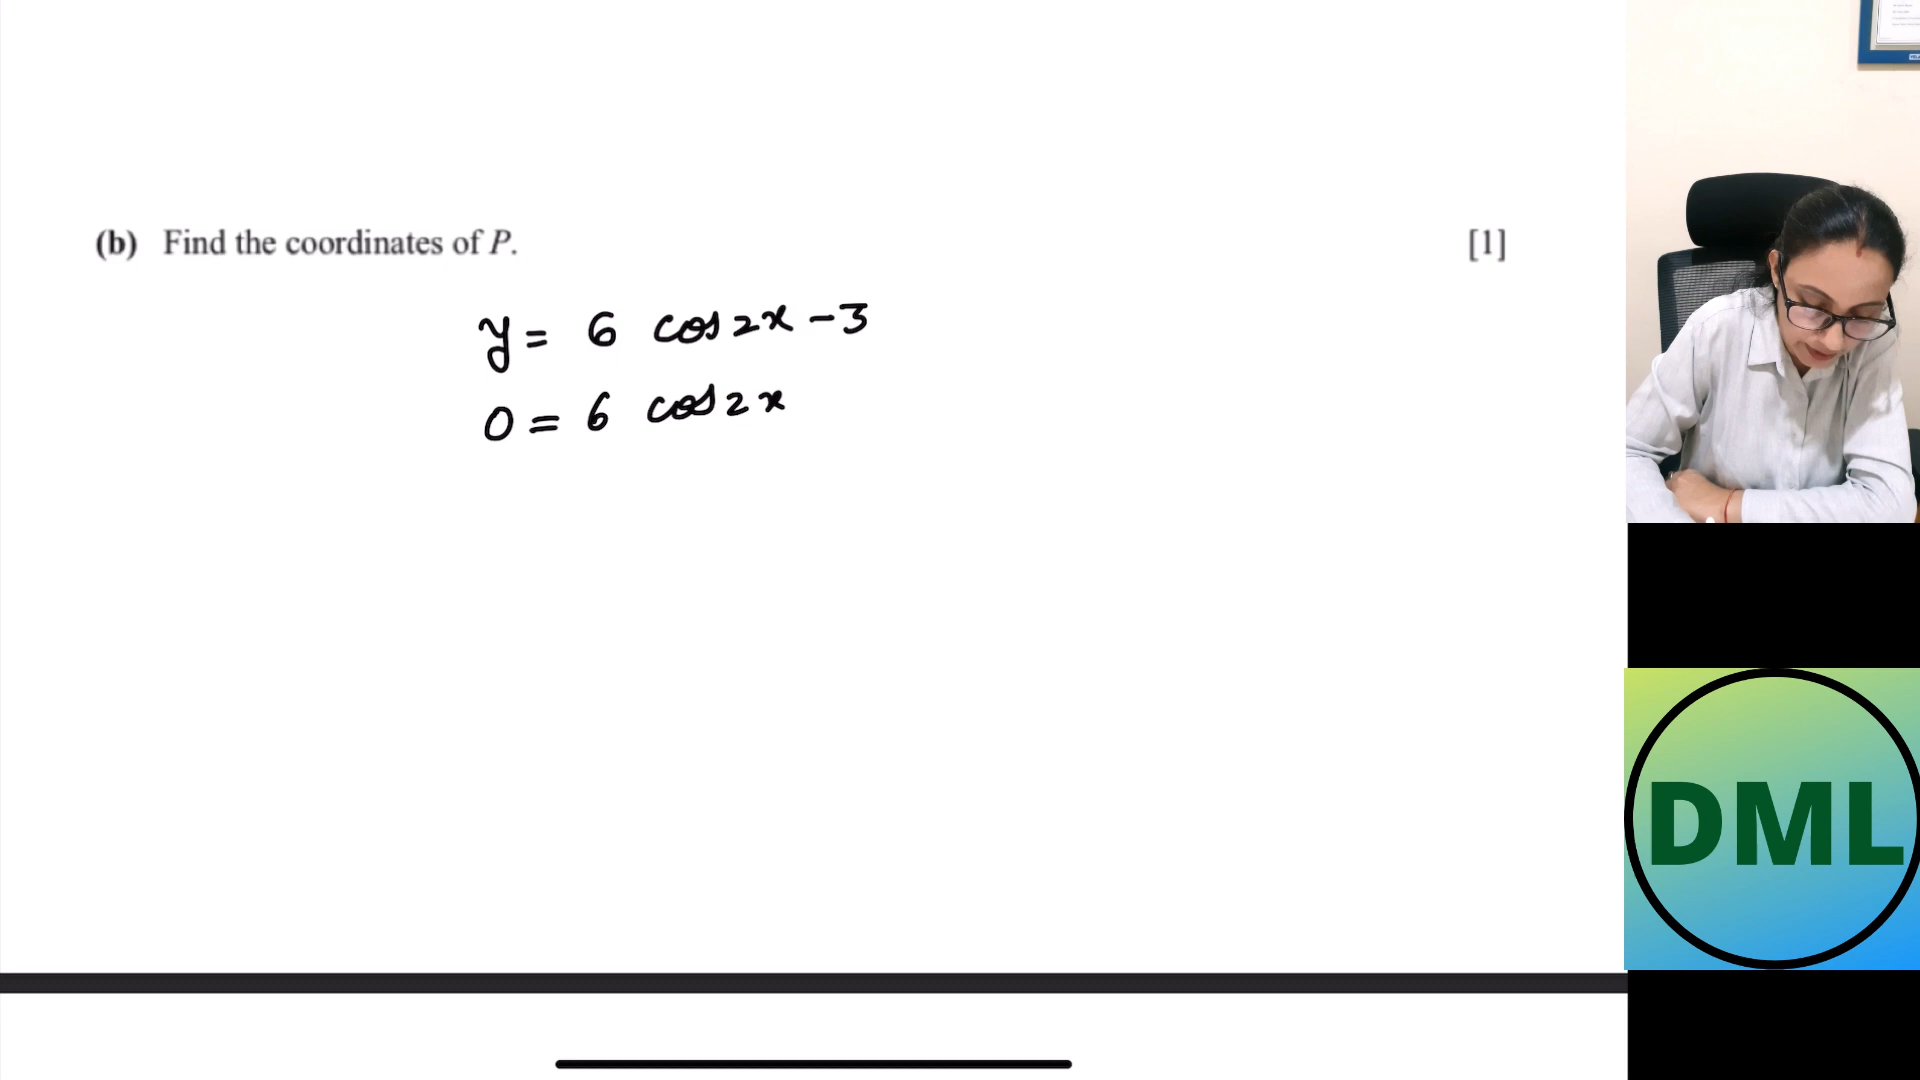 (b) Find the coordinates of P. [1]
y = 6 cos 2x - 3
0 = 6 cos 2x
DML